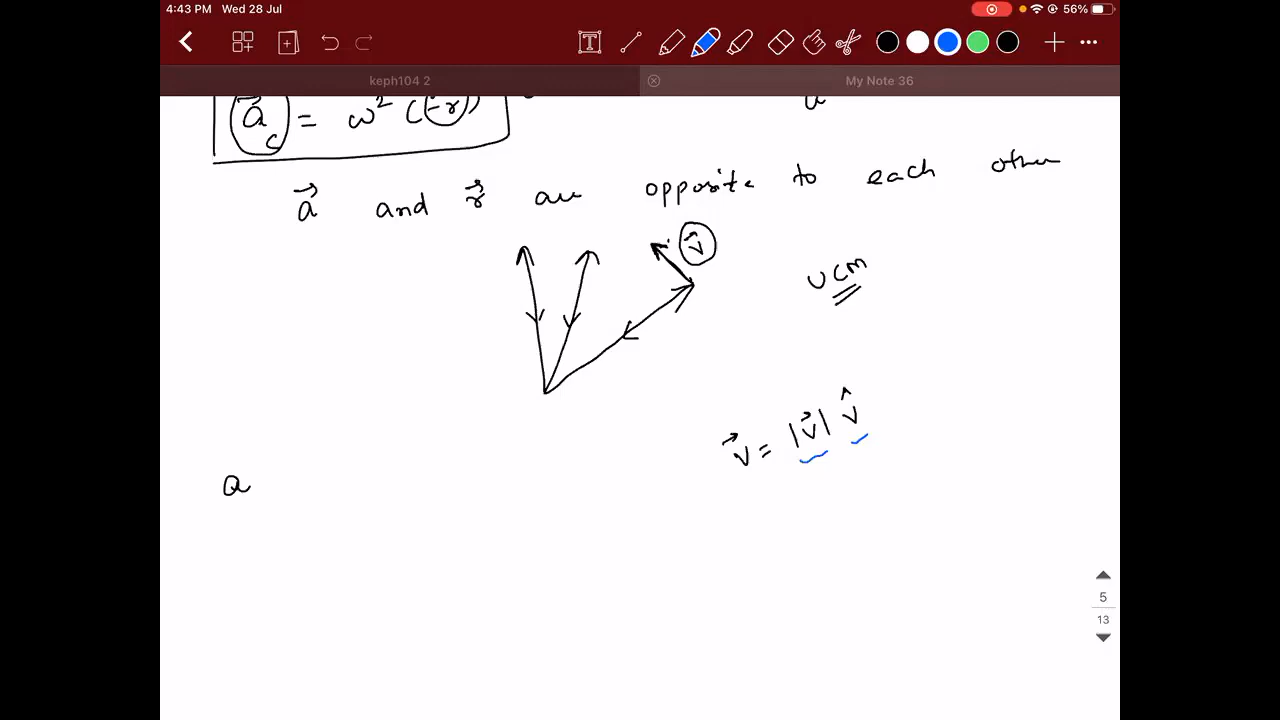 4:43 PM Wed 28 Jul 56%
keph104 2 My Note 36
a⃗c = ω² (-r⃗)
a⃗ and r⃗ are opposite to each other
v⃗
UCM
v⃗ = |v⃗| v̂
a
5
13